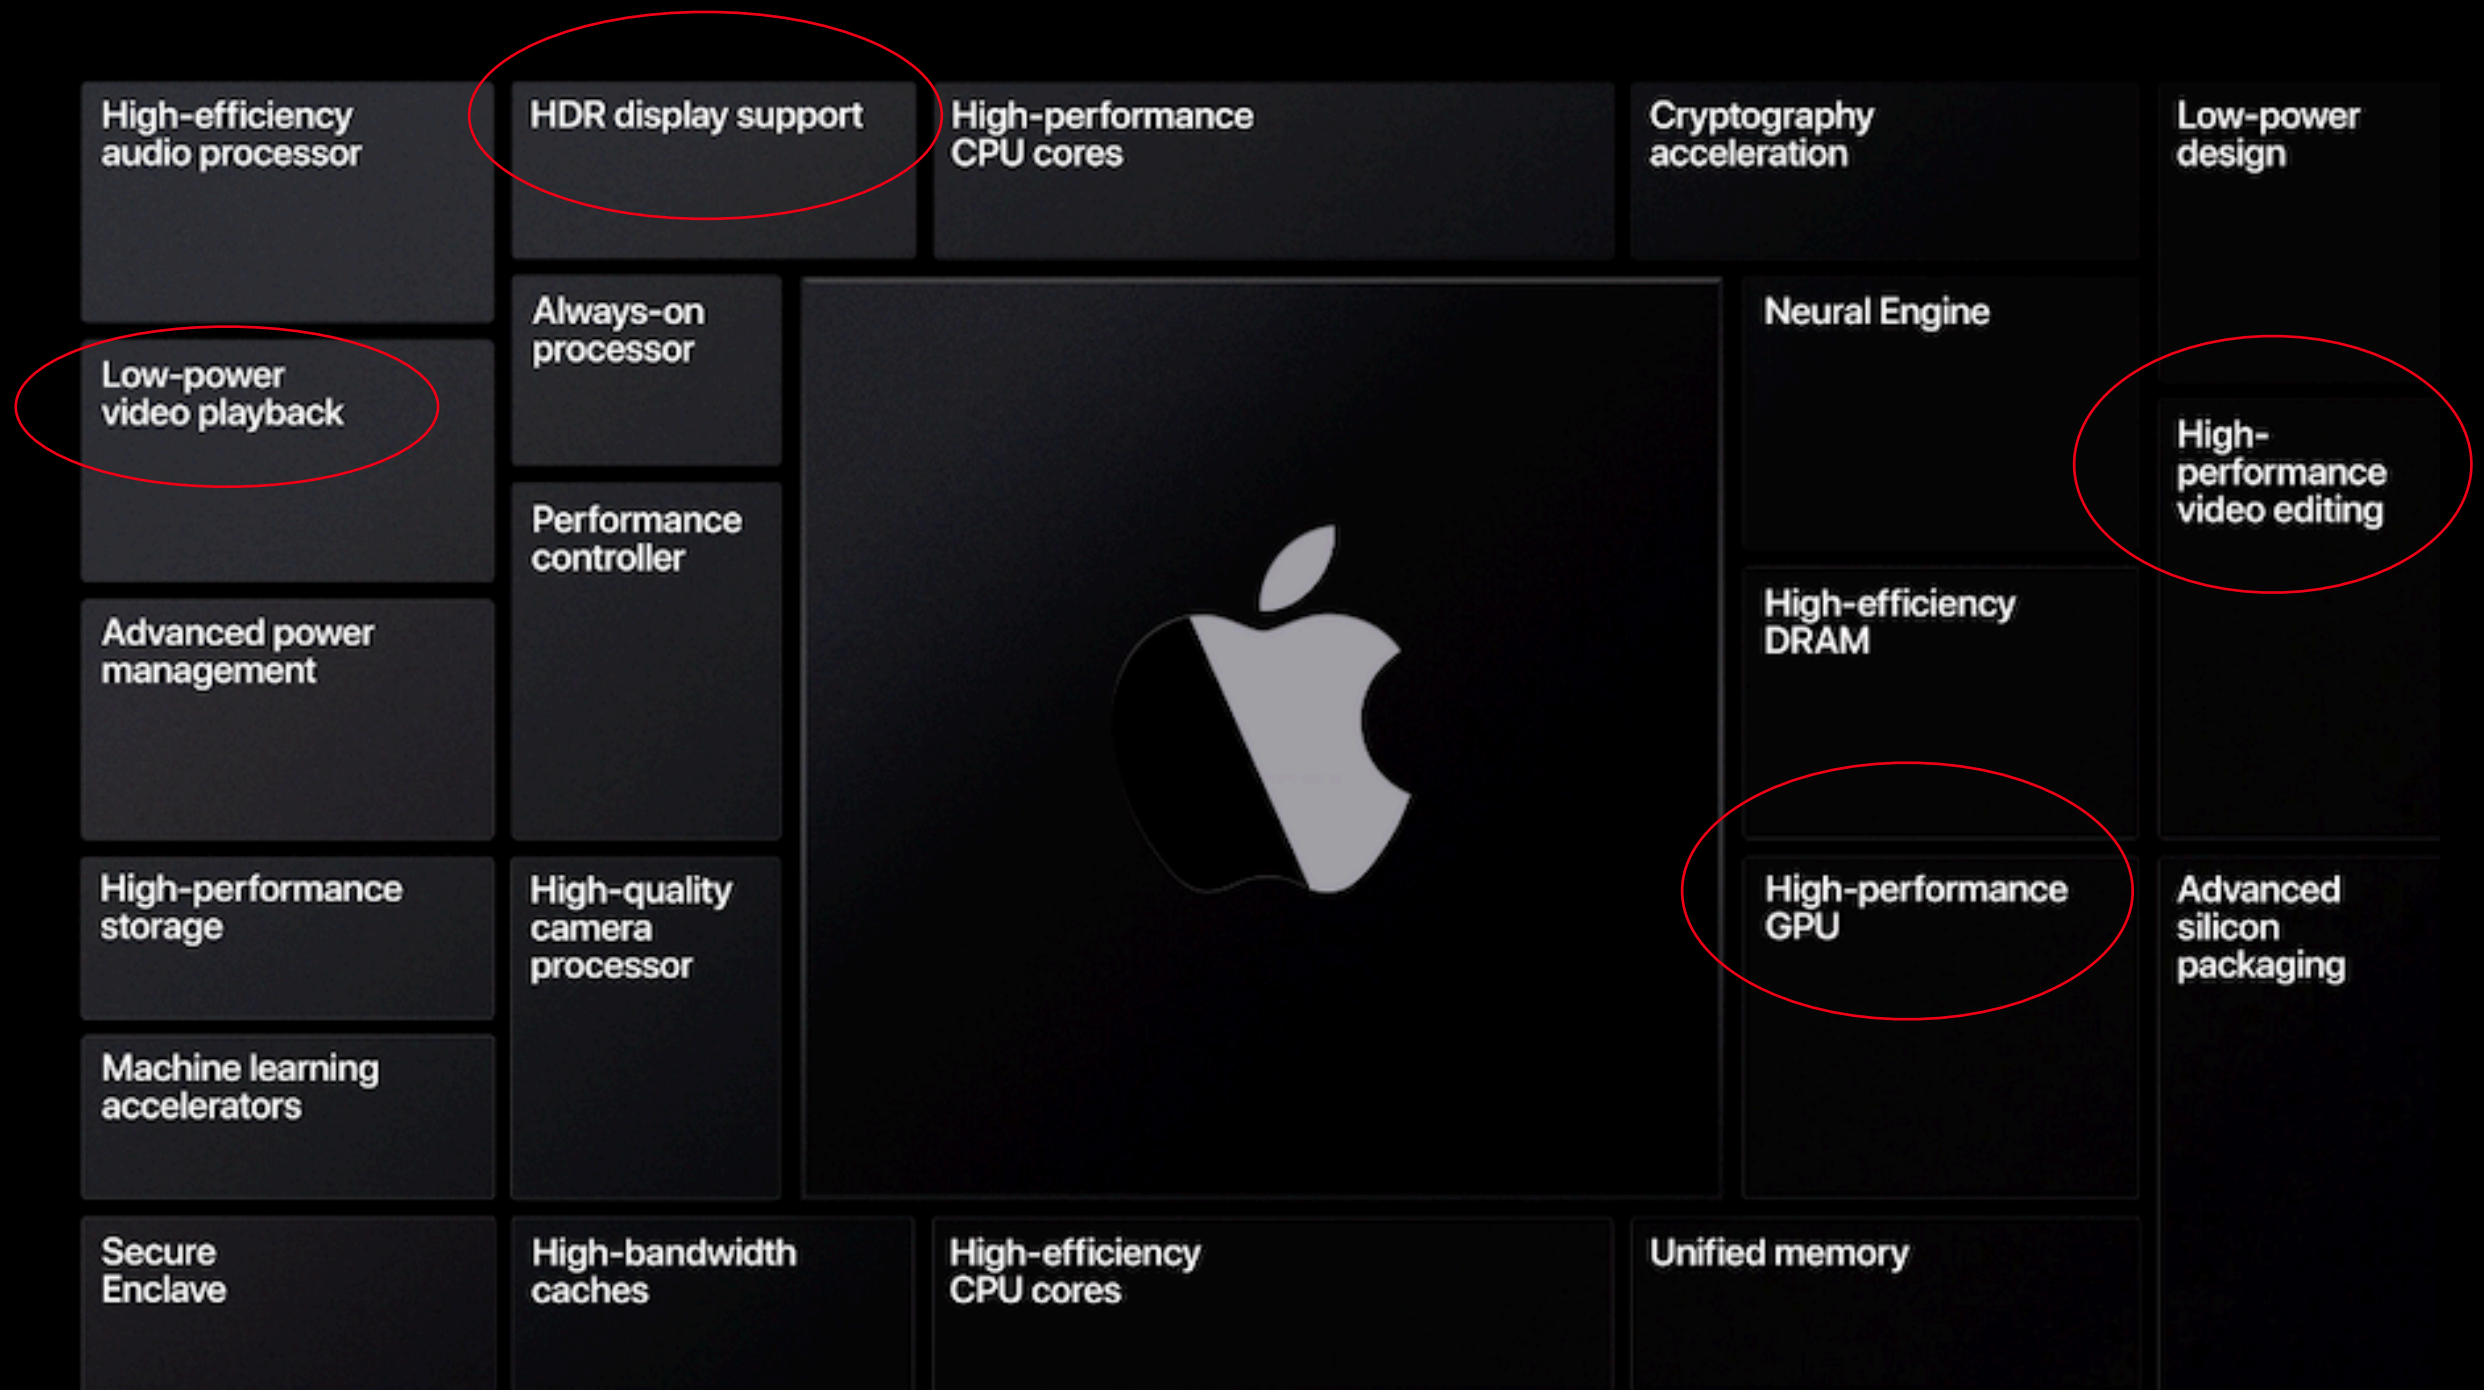 High-efficiency
audio processor
HDR display support
High-performance
CPU cores
Cryptography
acceleration
Low-power
design
Low-power
video playback
Always-on
processor
Neural Engine
High-
performance
video editing
Performance
controller
High-efficiency
DRAM
Advanced power
management
High-performance
storage
High-quality
camera
processor
High-performance
GPU
Advanced
silicon
packaging
Machine learning
accelerators
Secure
Enclave
High-bandwidth
caches
High-efficiency
CPU cores
Unified memory